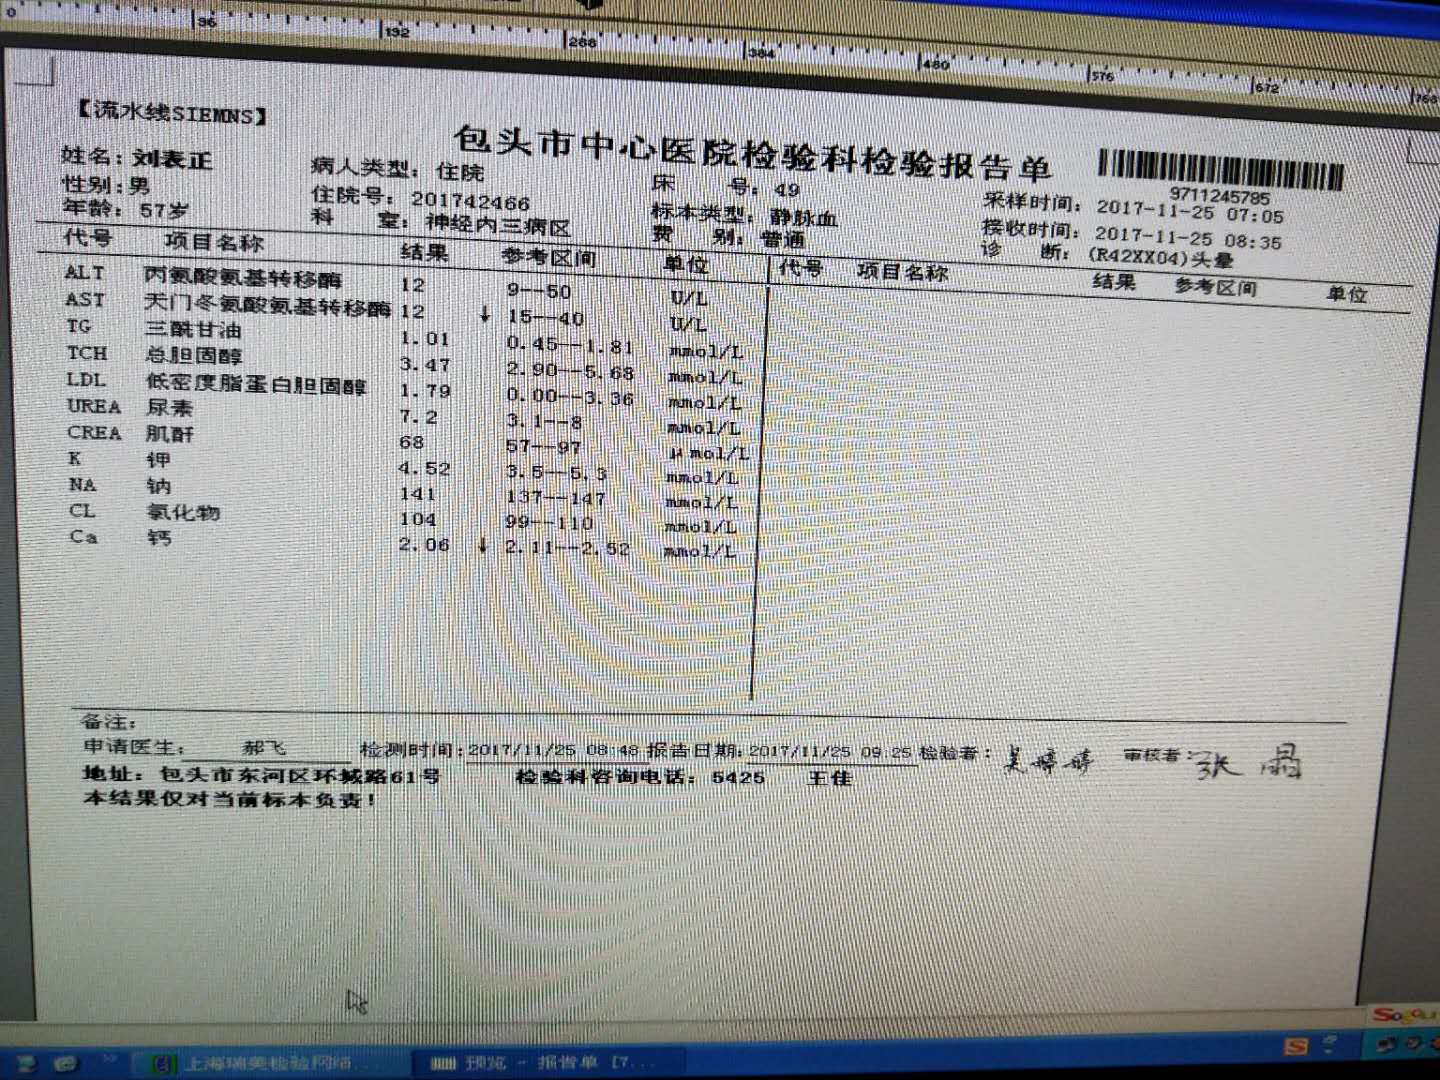 0 96 192 288 384 480 576 672 768
【流水线SIEMNS】
包头市中心医院检验科检验报告单
9711245785
姓名：刘表正 病人类型：住院 床 号：49 采样时间：2017-11-25 07:05
性别：男 住院号：201742466 标本类型：静脉血 接收时间：2017-11-25 08:35
年龄：57岁 科 室：神经内三病区 费 别：普通 诊 断：(R42XX04)头晕
代号 项目名称 结果 参考区间 单位 代号 项目名称 结果 参考区间 单位
ALT 丙氨酸氨基转移酶 12 9--50 U/L
AST 天门冬氨酸氨基转移酶 12 ↓ 15--40 U/L
TG 三酰甘油 1.01 0.45--1.81 mmol/L
TCH 总胆固醇 3.47 2.90--5.68 mmol/L
LDL 低密度脂蛋白胆固醇 1.79 0.00--3.36 mmol/L
UREA 尿素 7.2 3.1--8 mmol/L
CREA 肌酐 68 57--97 μmol/L
K 钾 4.52 3.5--5.3 mmol/L
NA 钠 141 137--147 mmol/L
CL 氯化物 104 99--110 mmol/L
Ca 钙 2.06 ↓ 2.11--2.52 mmol/L
备注：
申请医生： 郝飞 检测时间：2017/11/25 08:48 报告日期：2017/11/25 09:25 检验者：吴婷婷 审核者：张晶
地址：包头市东河区环城路61号 检验科咨询电话：5425 王佳
本结果仅对当前标本负责！
Sogou
上海瑞美检验网络... 预览 - 报告单 [7... S